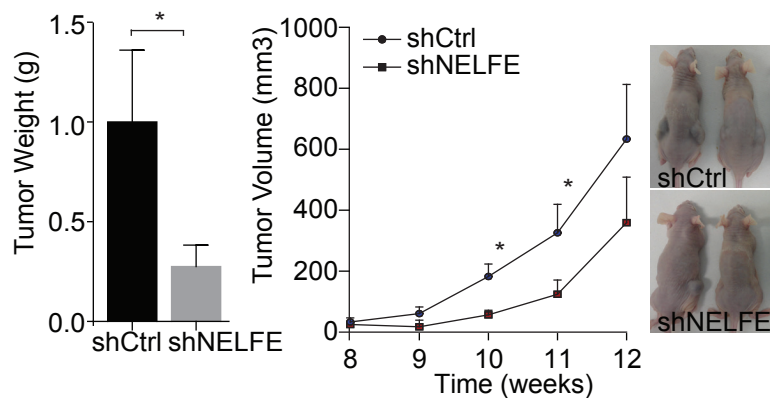 Tumor Weight (g)
1.5
1.0
0.5
0.0
*
shCtrl shNELFE
Tumor Volume (mm3)
1000
800
600
400
200
0
shCtrl
shNELFE
*
*
8 9 10 11 12
Time (weeks)
shCtrl
shNELFE